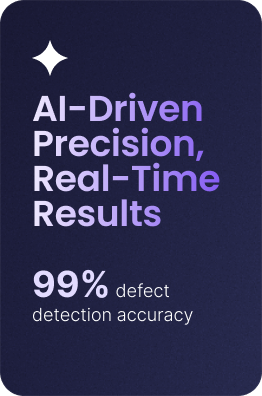 AI-Driven
Precision,
Real-Time
Results
99% defect
detection accuracy